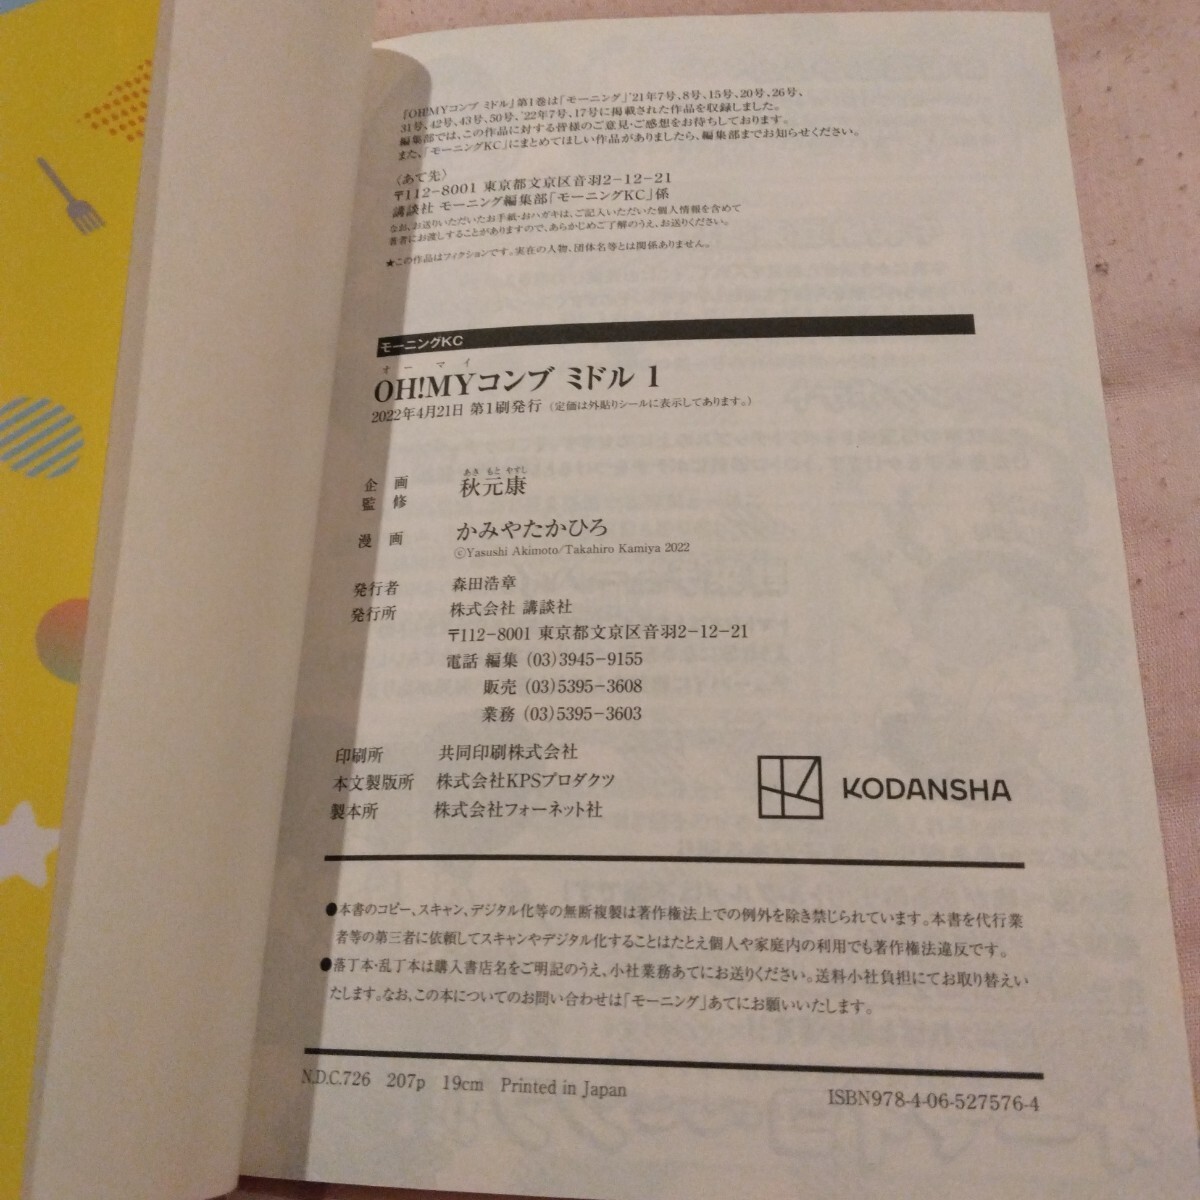 『OH!MYコンブ ミドル』第1巻は「モーニング」'21年7号、8号、15号、20号、26号、
31号、42号、43号、50号、'22年7号、17号に掲載された作品を収録しました。
編集部では、この作品に対する皆様のご意見・ご感想をお待ちしております。
また、「モーニングKC」にまとめてほしい作品がありましたら、編集部までお知らせください。
〈あて先〉
〒112-8001 東京都文京区音羽2-12-21
講談社 モーニング編集部「モーニングKC」係
なお、お送りいただいたお手紙・おハガキは、ご記入いただいた個人情報を含めて
著者にお渡しすることがありますので、あらかじめご了解のうえ、お送りください。
★この作品はフィクションです。実在の人物、団体名等とは関係ありません。
モーニングKC
オー マイ
OH!MYコンブ ミドル 1
2022年4月21日 第1刷発行 (定価は外貼りシールに表示してあります。)
あき もと やすし
企画 秋元康
監修
漫画 かみやたかひろ
©Yasushi Akimoto/Takahiro Kamiya 2022
発行者 森田浩章
発行所 株式会社 講談社
〒112-8001 東京都文京区音羽2-12-21
電話 編集 (03)3945-9155
販売 (03)5395-3608
業務 (03)5395-3603
印刷所 共同印刷株式会社
本文製版所 株式会社KPSプロダクツ
製本所 株式会社フォーネット社
KODANSHA
●本書のコピー、スキャン、デジタル化等の無断複製は著作権法上での例外を除き禁じられています。本書を代行業
者等の第三者に依頼してスキャンやデジタル化することはたとえ個人や家庭内の利用でも著作権法違反です。
●落丁本・乱丁本は購入書店名をご明記のうえ、小社業務あてにお送りください。送料小社負担にてお取り替えい
たします。なお、この本についてのお問い合わせは「モーニング」あてにお願いいたします。
N.D.C.726 207p 19cm Printed in Japan
ISBN978-4-06-527576-4